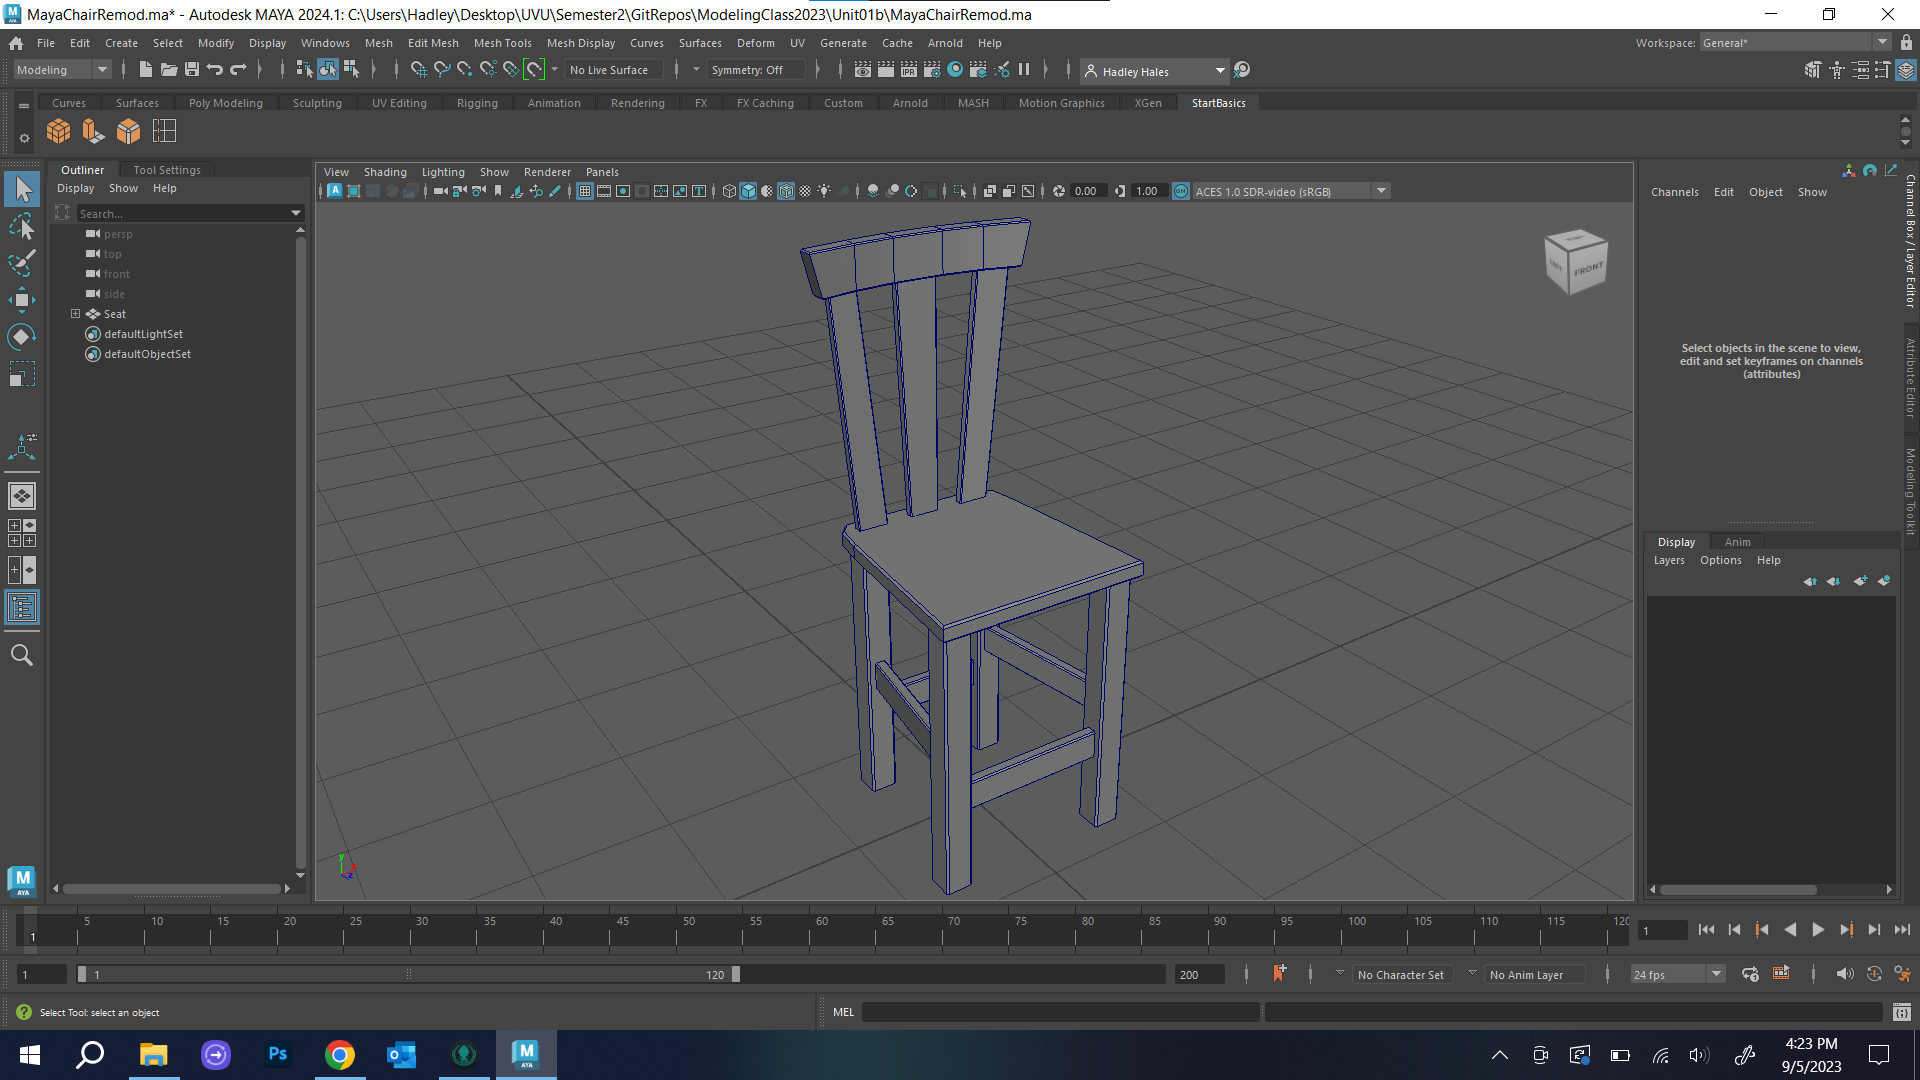 MayaChairRemod.ma* - Autodesk MAYA 2024.1: C:\Users\Hadley\Desktop\UVU\Semester2\GitRepos\ModelingClass2023\Unit01b\MayaChairRemod.ma
File Edit Create Select Modify Display Windows Mesh Edit Mesh Mesh Tools Mesh Display Curves Surfaces Deform UV Generate Cache Arnold Help
Workspace: General*
Modeling No Live Surface Symmetry: Off IPR Hadley Hales
Curves Surfaces Poly Modeling Sculpting UV Editing Rigging Animation Rendering FX FX Caching Custom Arnold MASH Motion Graphics XGen StartBasics
Outliner Tool Settings
Display Show Help
Search...
persp
top
front
side
Seat
defaultLightSet
defaultObjectSet
View Shading Lighting Show Renderer Panels
0.00 1.00 ON ACES 1.0 SDR-video (sRGB)
LEFT FRONT
y
z
Channels Edit Object Show
Select objects in the scene to view,
edit and set keyframes on channels
(attributes)
Channel Box / Layer Editor
Attribute Editor
Modeling Toolkit
Display Anim
Layers Options Help
M
AYA
5 10 15 20 25 30 35 40 45 50 55 60 65 70 75 80 85 90 95 100 105 110 115 120
1
1
1 1 120 200 No Character Set No Anim Layer 24 fps
Select Tool: select an object
MEL
Ps
M
AYA
4:23 PM
9/5/2023